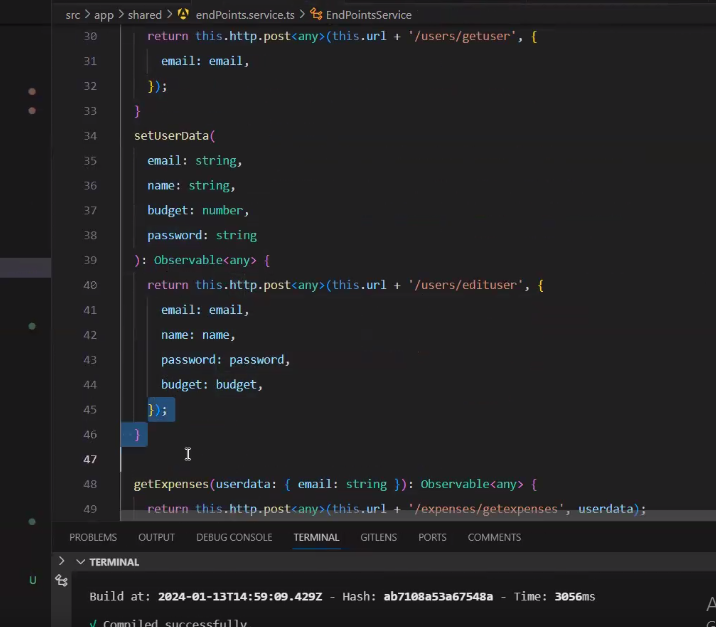 src > app > shared > endPoints.service.ts > EndPointsService
30 return this.http.post<any>(this.url + '/users/getuser', {
31 email: email,
32 });
33 }
34 setUserData(
35 email: string,
36 name: string,
37 budget: number,
38 password: string
39 ): Observable<any> {
40 return this.http.post<any>(this.url + '/users/edituser', {
41 email: email,
42 name: name,
43 password: password,
44 budget: budget,
45 });
46 }
47
48 getExpenses(userdata: { email: string }): Observable<any> {
49 return this.http.post<any>(this.url + '/expenses/getexpenses', userdata);
PROBLEMS OUTPUT DEBUG CONSOLE TERMINAL GITLENS PORTS COMMENTS
> TERMINAL
U Build at: 2024-01-13T14:59:09.429Z - Hash: ab7108a53a67548a - Time: 3056ms
√ Compiled successfully